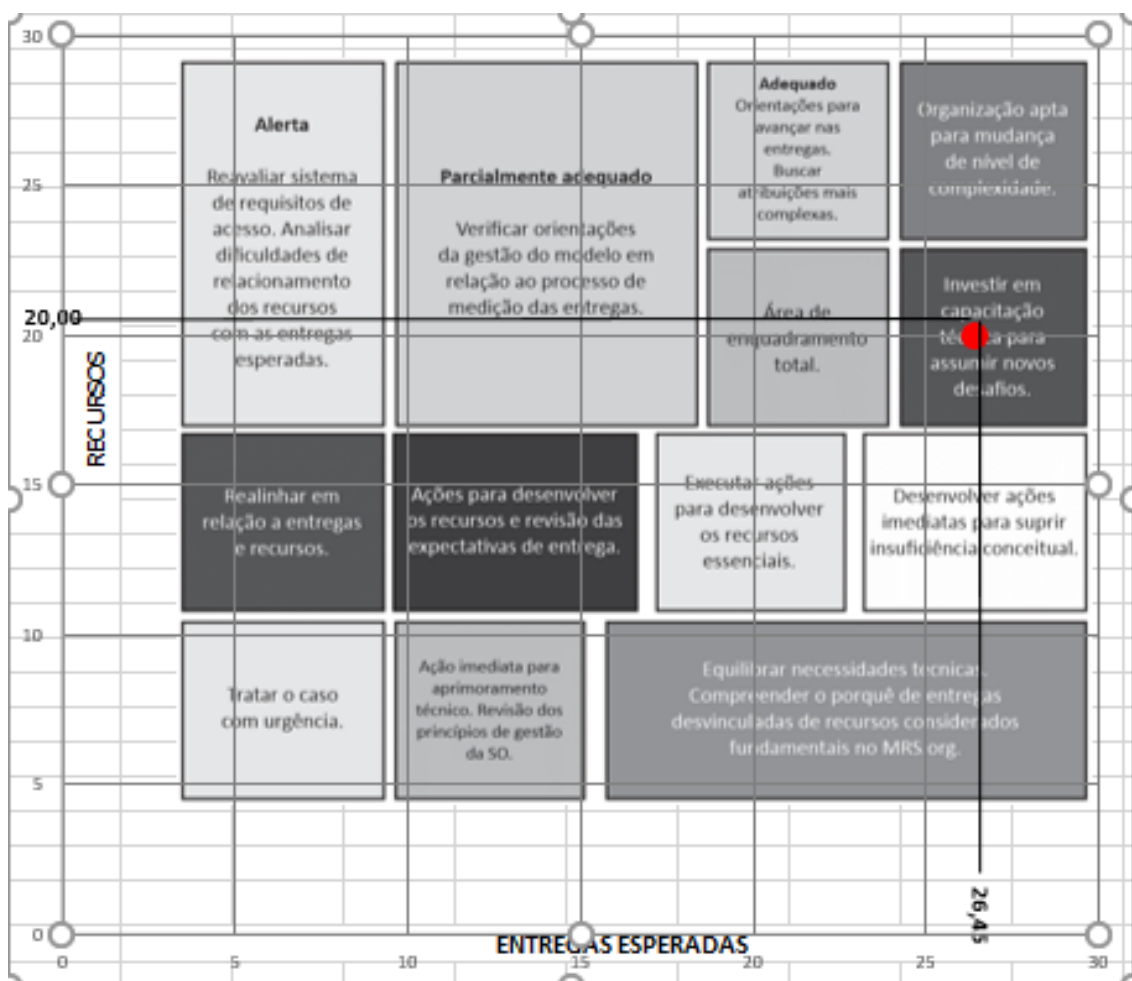 30
25
20,00
20
15
10
5
0
RECURSOS
Alerta
Reavaliar sistema
de requisitos de
acesso. Analisar
dificuldades de
relacionamento
dos recursos
com as entregas
esperadas.
Parcialmente adequado
Verificar orientações
da gestão do modelo em
relação ao processo de
medição das entregas.
Adequado
Orientações para
avançar nas
entregas.
Buscar
atribuições mais
complexas.
Organização apta
para mudança
de nível de
complexidade.
Área de
enquadramento
total.
Investir em
capacitação
técnica para
assumir novos
desafios.
Realinhar em
relação a entregas
e recursos.
Ações para desenvolver
os recursos e revisão das
expectativas de entrega.
Executar ações
para desenvolver
os recursos
essenciais.
Desenvolver ações
imediatas para suprir
insuficiência conceitual.
Tratar o caso
com urgência.
Ação imediata para
aprimoramento
técnico. Revisão dos
princípios de gestão
da SO.
Equilibrar necessidades técnicas.
Compreender o porquê de entregas
desvinculadas de recursos considerados
fundamentais no MRS org.
26,45
ENTREGAS ESPERADAS
0 5 10 15 20 25 30